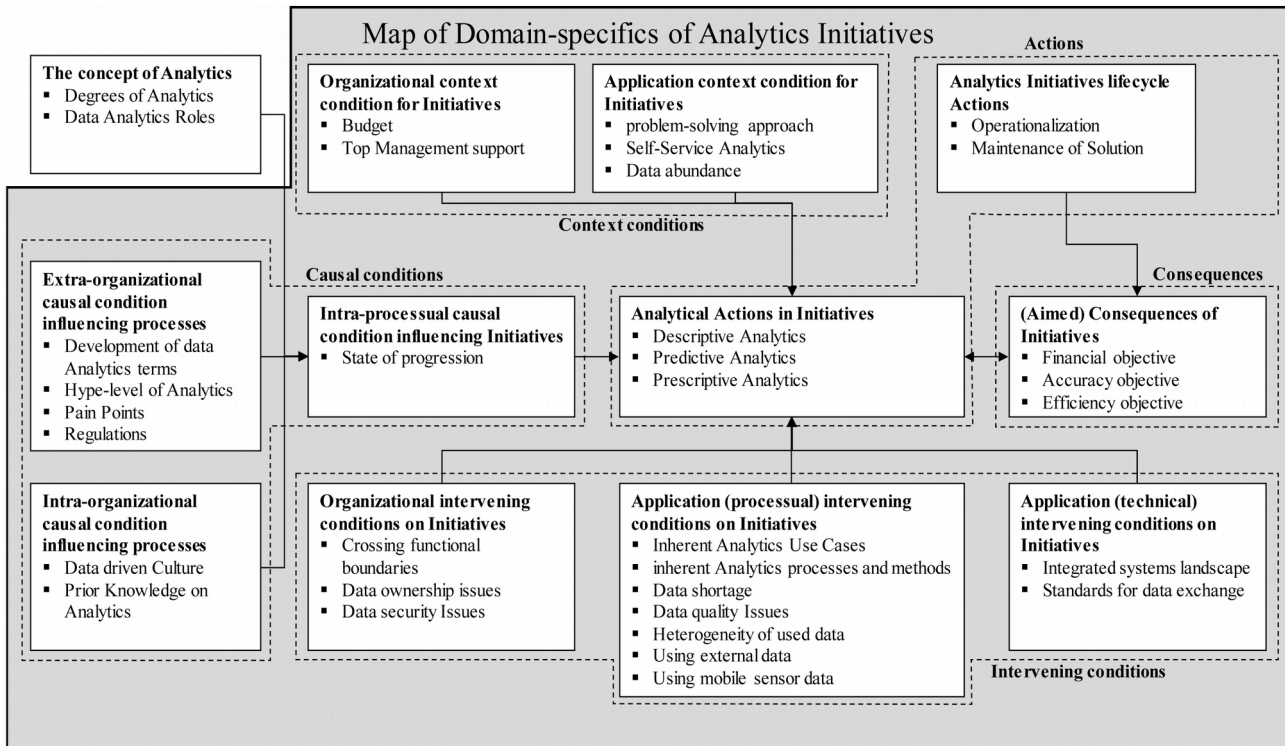 Map of Domain-specifics of Analytics Initiatives
Actions
The concept of Analytics
▪ Degrees of Analytics
▪ Data Analytics Roles
Organizational context
condition for Initiatives
▪ Budget
▪ Top Management support
Application context condition for
Initiatives
▪ problem-solving approach
▪ Self-Service Analytics
▪ Data abundance
Analytics Initiatives lifecycle
Actions
▪ Operationalization
▪ Maintenance of Solution
Context conditions
Causal conditions
Consequences
Extra-organizational
causal condition
influencing processes
▪ Development of data
Analytics terms
▪ Hype-level of Analytics
▪ Pain Points
▪ Regulations
Intra-processual causal
condition influencing Initiatives
▪ State of progression
Analytical Actions in Initiatives
▪ Descriptive Analytics
▪ Predictive Analytics
▪ Prescriptive Analytics
(Aimed) Consequences of
Initiatives
▪ Financial objective
▪ Accuracy objective
▪ Efficiency objective
Intra-organizational
causal condition
influencing processes
▪ Data driven Culture
▪ Prior Knowledge on
Analytics
Organizational intervening
conditions on Initiatives
▪ Crossing functional
boundaries
▪ Data ownership issues
▪ Data security Issues
Application (processual) intervening
conditions on Initiatives
▪ Inherent Analytics Use Cases
▪ inherent Analytics processes and methods
▪ Data shortage
▪ Data quality Issues
▪ Heterogeneity of used data
▪ Using external data
▪ Using mobile sensor data
Application (technical)
intervening conditions on
Initiatives
▪ Integrated systems landscape
▪ Standards for data exchange
Intervening conditions